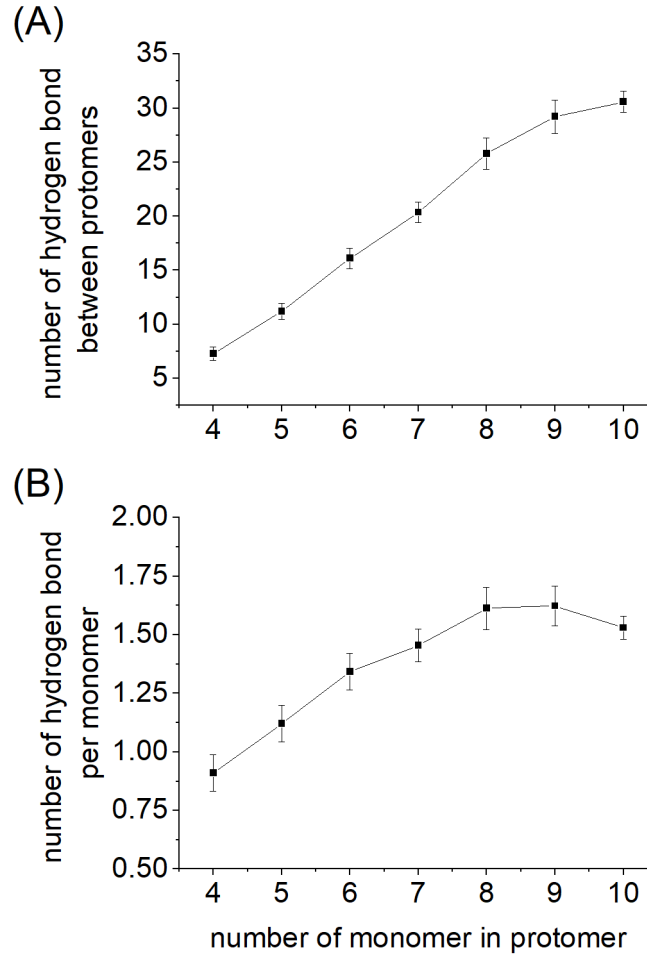 (A)
number of hydrogen bond
between protomers
35
30
25
20
15
10
5
4 5 6 7 8 9 10
(B)
number of hydrogen bond
per monomer
2.00
1.75
1.50
1.25
1.00
0.75
0.50
4 5 6 7 8 9 10
number of monomer in protomer